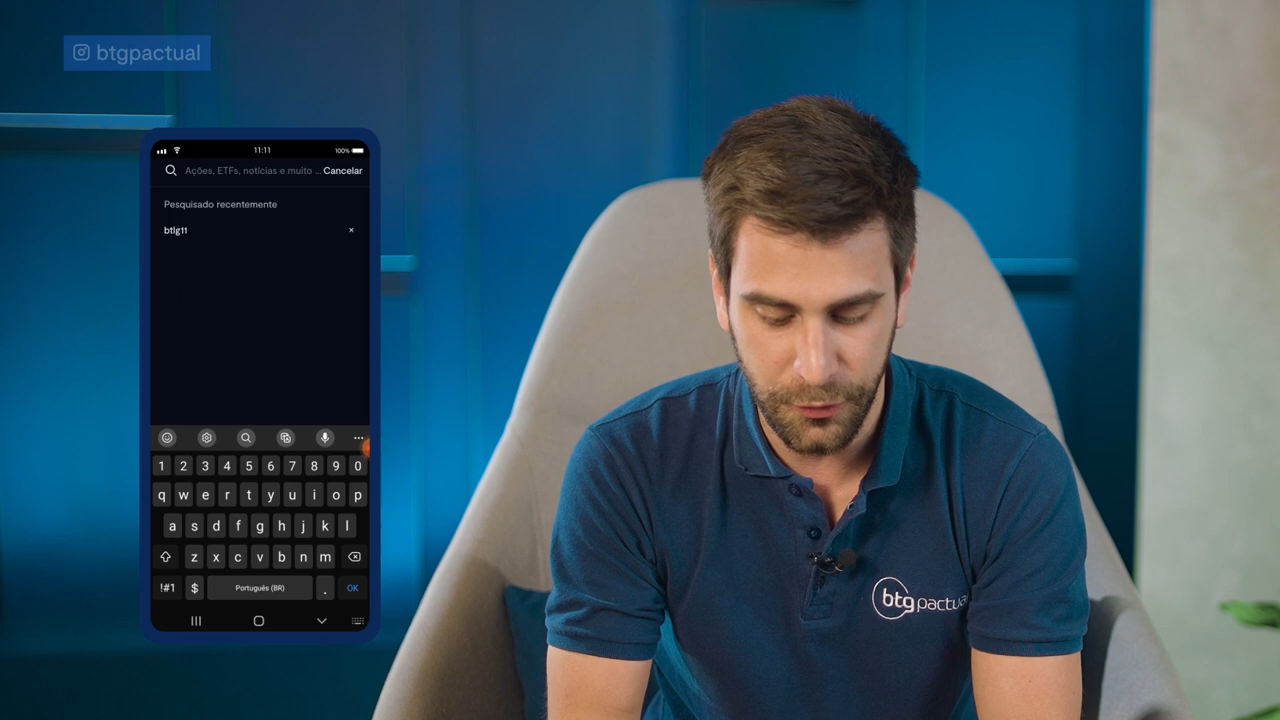 btgpactual
11:11
100%
Ações, ETFs, notícias e muito ... Cancelar
Pesquisado recentemente
btlg11 ×
1 2 3 4 5 6 7 8 9 0
q w e r t y u i o p
a s d f g h j k l
z x c v b n m
!#1 $ Português (BR) . OK
btg pactual